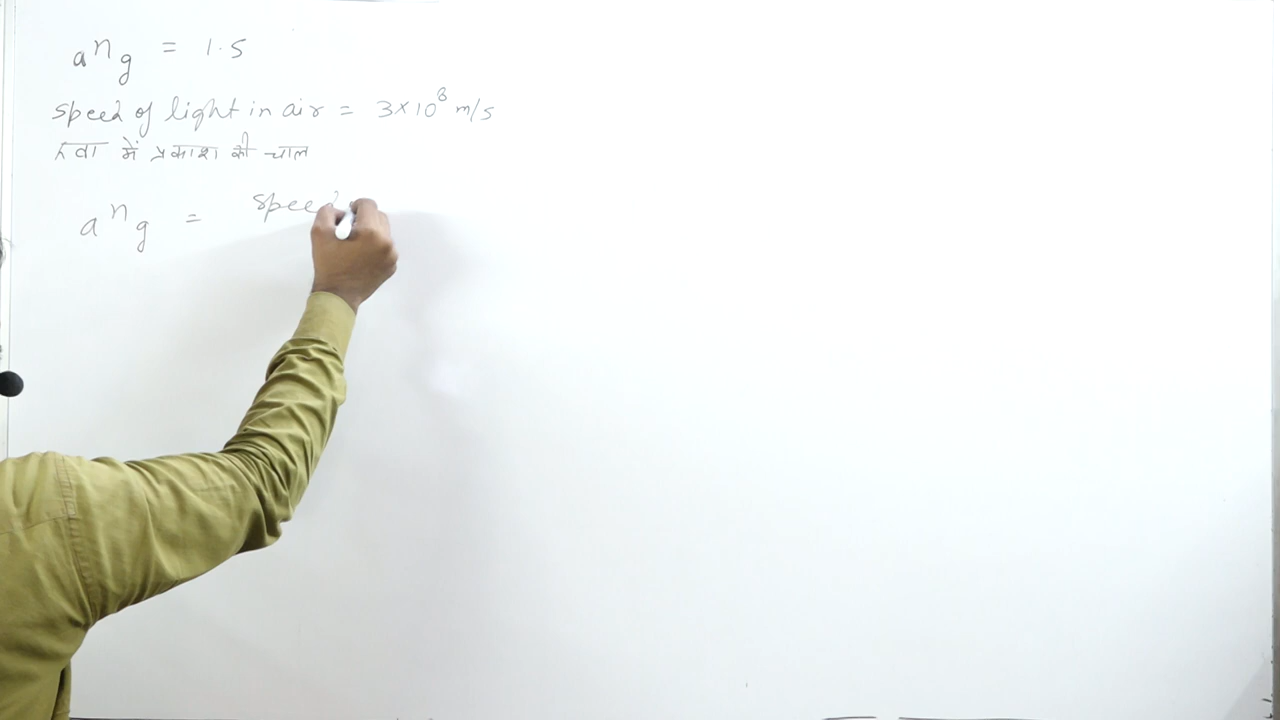 a n g = 1.5
speed of light in air = 3×10⁸ m/s
हवा में प्रकाश की चाल
a n g = speed